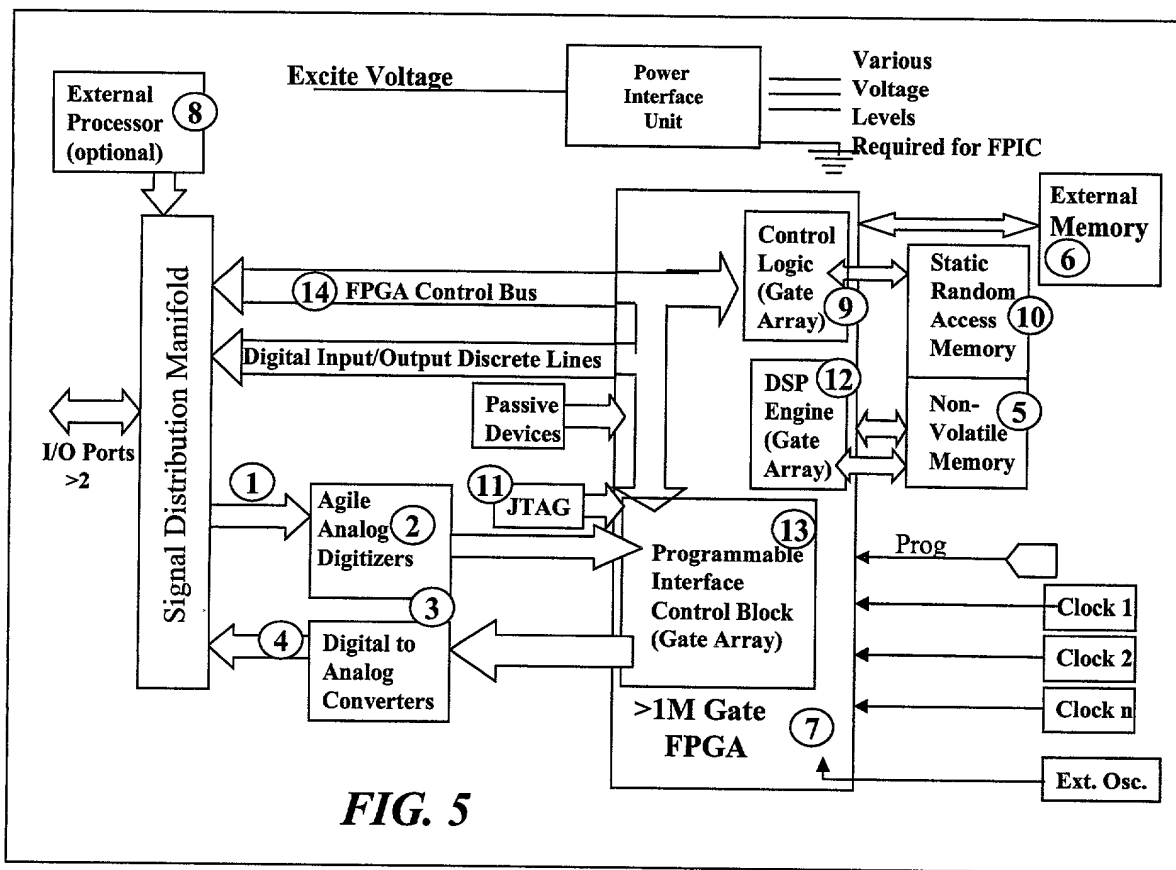 Excite Voltage
Power
Interface
Unit
Various
Voltage
Levels
Required for FPIC
External
Processor
(optional)
8
External
Memory
6
Signal Distribution Manifold
14 FPGA Control Bus
Digital Input/Output Discrete Lines
Control
Logic
(Gate
Array)
9
Static
Random
Access
Memory
10
DSP
Engine
(Gate
Array)
12
Non-
Volatile
Memory
5
Passive
Devices
I/O Ports
>2
1
Agile
Analog
Digitizers
2
11
JTAG
13
Programmable
Interface
Control Block
(Gate Array)
3
4
Digital to
Analog
Converters
Prog
Clock 1
Clock 2
Clock n
>1M Gate
FPGA
7
Ext. Osc.
FIG. 5